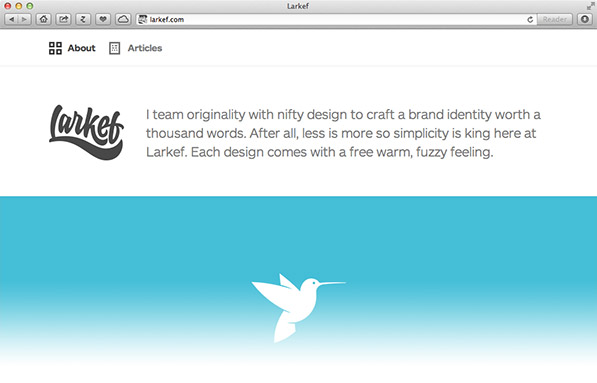 Larkef
larkef.com
Reader
About
Articles
larkef
I team originality with nifty design to craft a brand identity worth a
thousand words. After all, less is more so simplicity is king here at
Larkef. Each design comes with a free warm, fuzzy feeling.